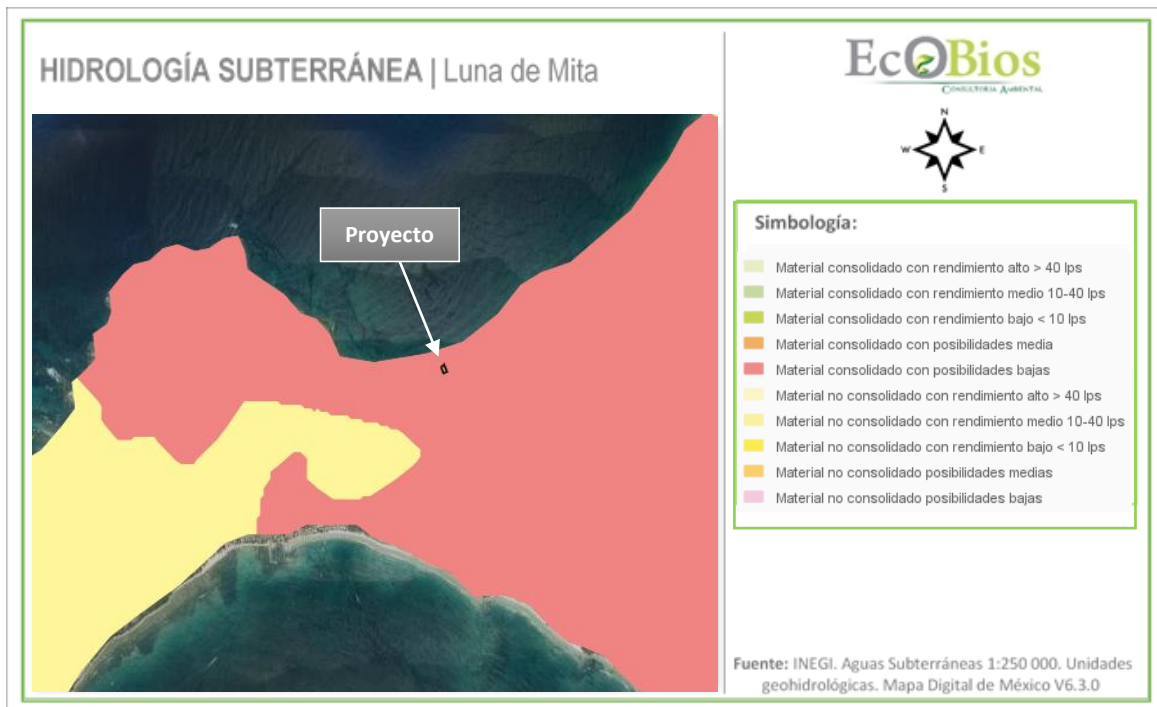 HIDROLOGÍA SUBTERRÁNEA | Luna de Mita
Proyecto
EcOBios
CONSULTORIA AMBIENTAL
N
W E
S
Simbología:
Material consolidado con rendimiento alto > 40 lps
Material consolidado con rendimiento medio 10-40 lps
Material consolidado con rendimiento bajo < 10 lps
Material consolidado con posibilidades media
Material consolidado con posibilidades bajas
Material no consolidado con rendimiento alto > 40 lps
Material no consolidado con rendimiento medio 10-40 lps
Material no consolidado con rendimiento bajo < 10 lps
Material no consolidado posibilidades medias
Material no consolidado posibilidades bajas
Fuente: INEGI. Aguas Subterráneas 1:250 000. Unidades
geohidrológicas. Mapa Digital de México V6.3.0